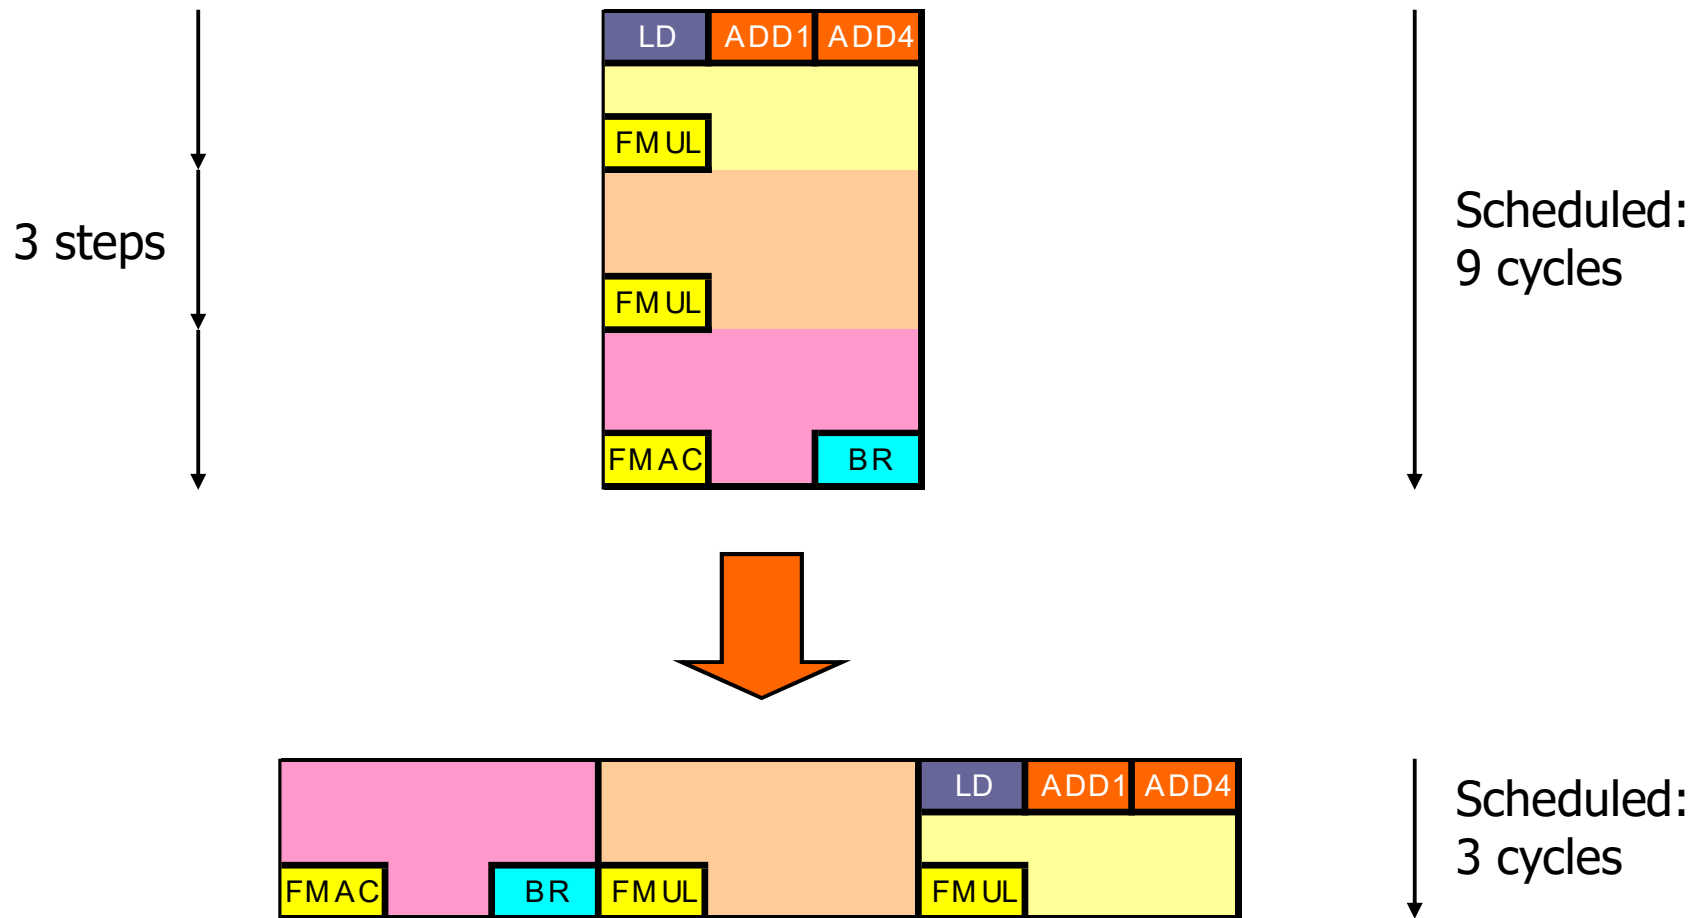 LD ADD1 ADD4
FMUL
3 steps
Scheduled:
9 cycles
FMUL
FMAC BR
LD ADD1 ADD4
Scheduled:
3 cycles
FMAC BR FMUL FMUL